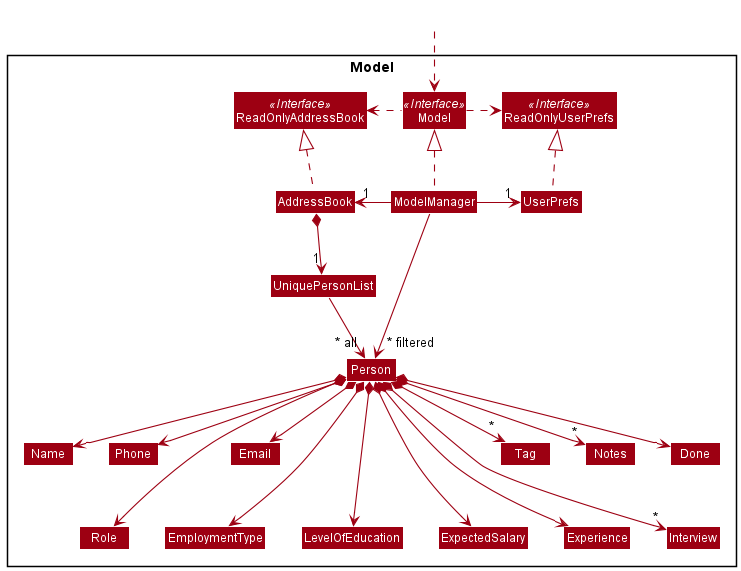 Model
«Interface»
ReadOnlyAddressBook
«Interface»
Model
«Interface»
ReadOnlyUserPrefs
AddressBook
1
ModelManager
1
UserPrefs
1
UniquePersonList
* all
* filtered
Person
Name
Phone
Email
*
Tag
*
Notes
Done
Role
EmploymentType
LevelOfEducation
ExpectedSalary
Experience
*
Interview